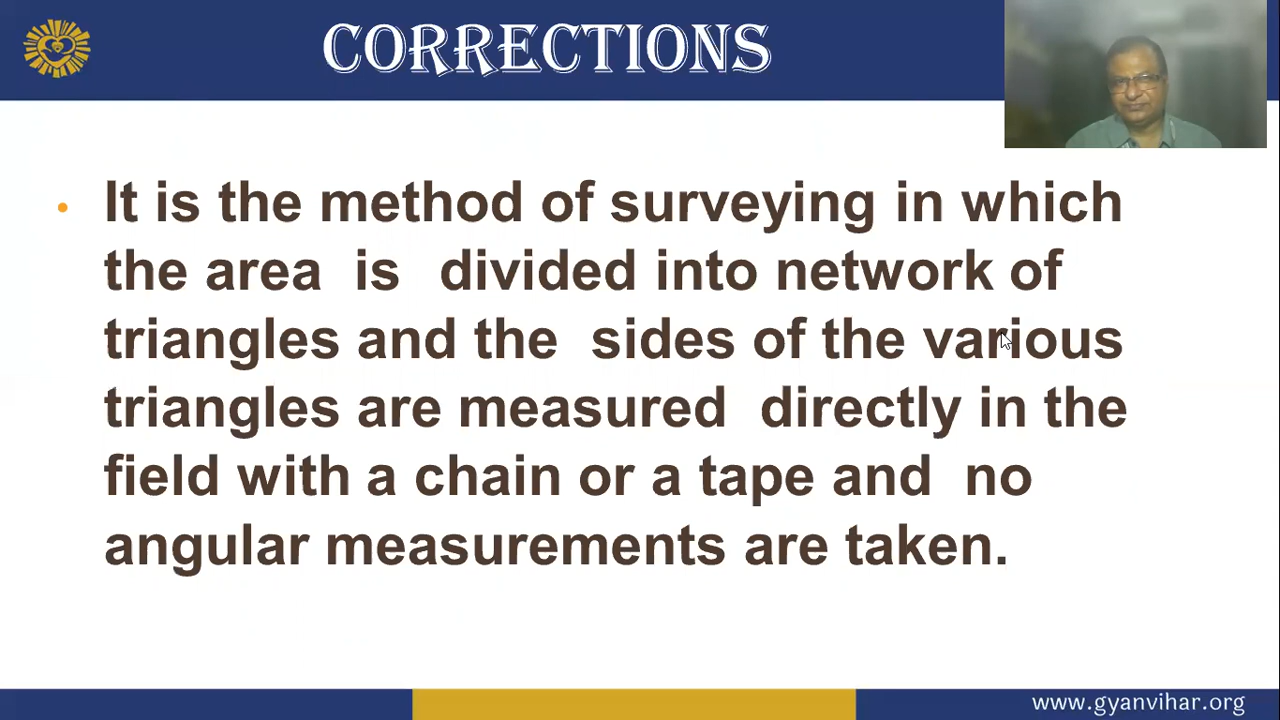 CORRECTIONS
• It is the method of surveying in which
the area is divided into network of
triangles and the sides of the various
triangles are measured directly in the
field with a chain or a tape and no
angular measurements are taken.
www.gyanvihar.org